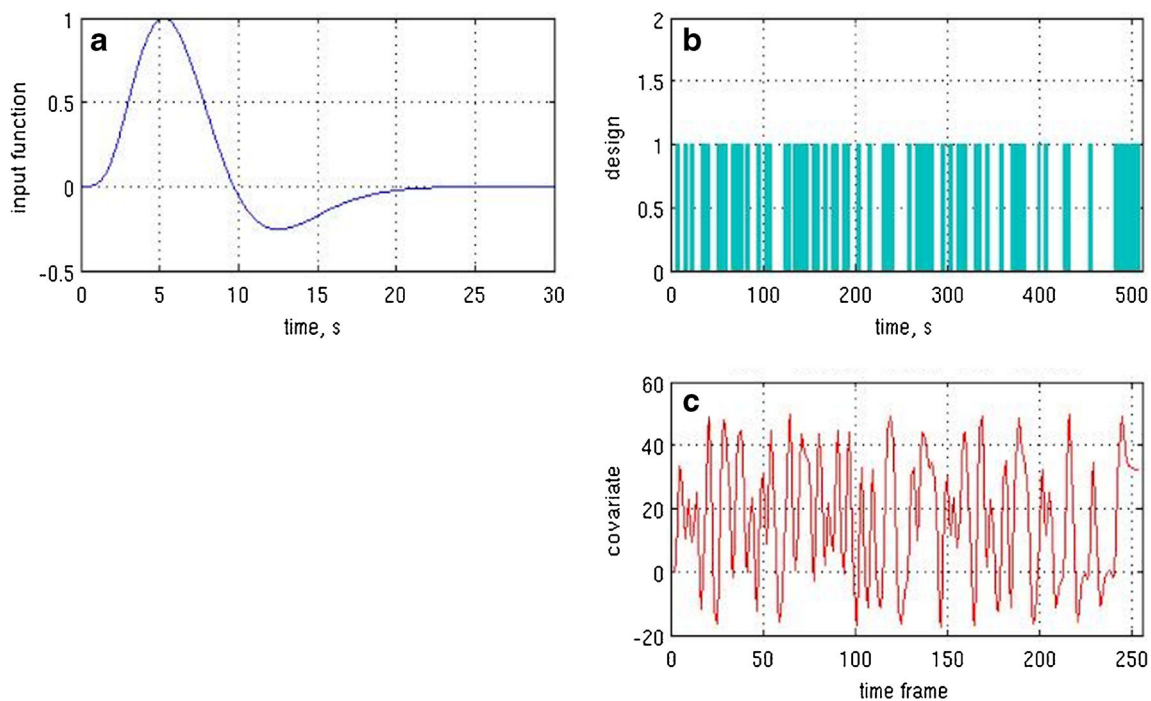 a
1
0.5
0
-0.5
input function
0 5 10 15 20 25 30
time, s
b
2
1.5
1
0.5
0
design
0 100 200 300 400 500
time, s
c
60
40
20
0
-20
covariate
0 50 100 150 200 250
time frame